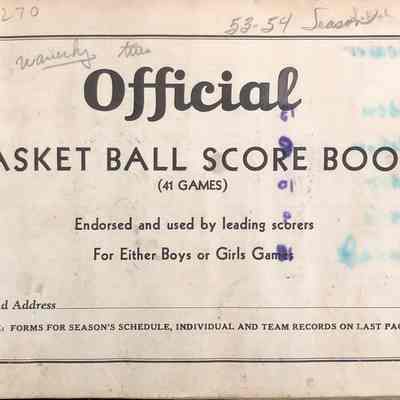 270
53-54 Season
Waverly
Official
ASKET BALL SCORE BOO
(41 GAMES)
Endorsed and used by leading scorers
For Either Boys or Girls Games
d Address
: FORMS FOR SEASON'S SCHEDULE, INDIVIDUAL AND TEAM RECORDS ON LAST PAG